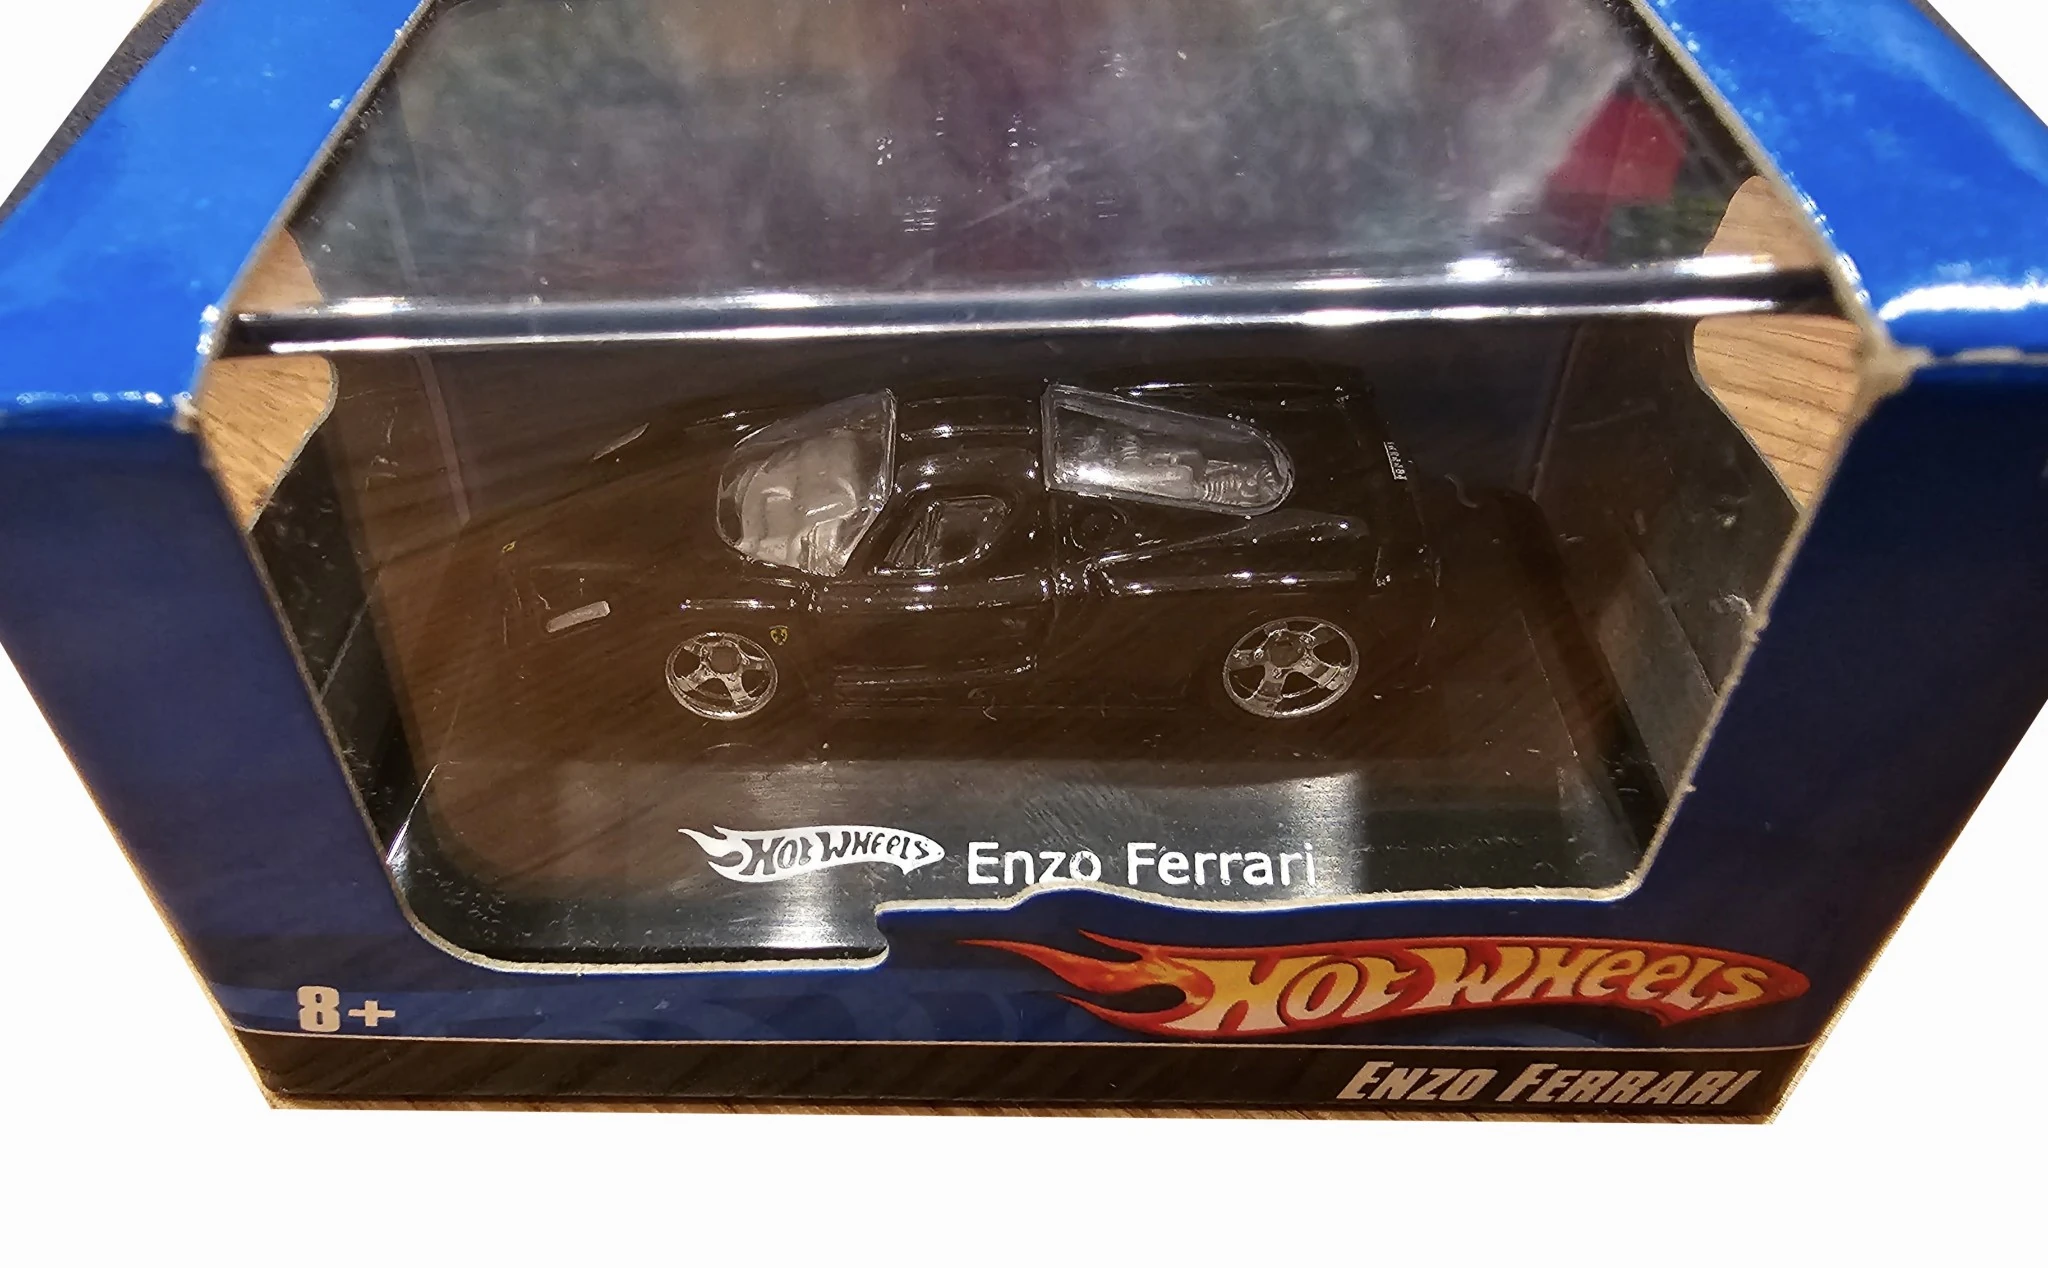 HOT WHEELS Enzo Ferrari
8+
HOT WHEELS
ENZO FERRARI